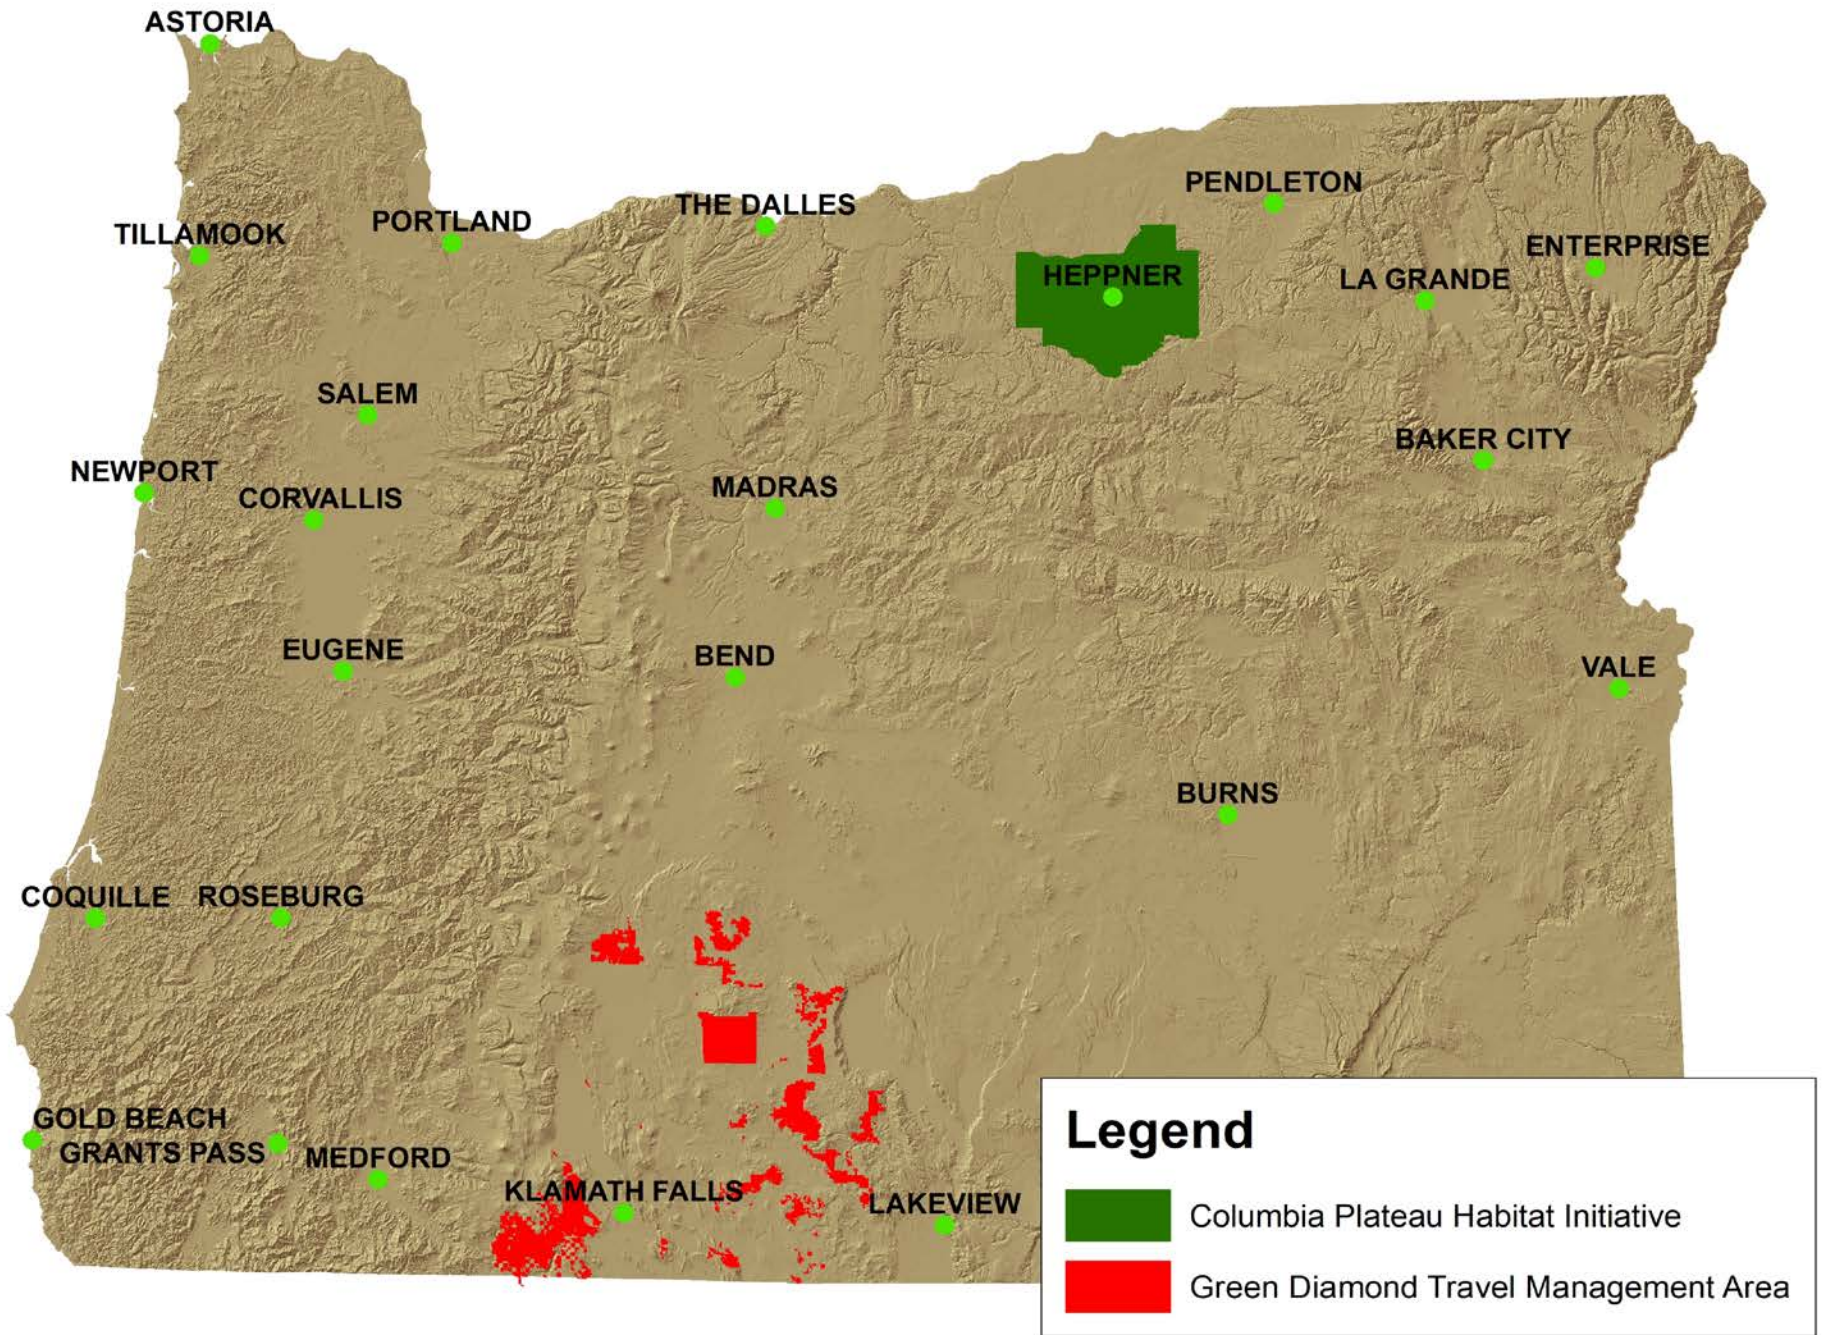 ASTORIA
PENDLETON
THE DALLES
PORTLAND
TILLAMOOK
ENTERPRISE
HEPPNER
LA GRANDE
SALEM
BAKER CITY
NEWPORT
CORVALLIS
MADRAS
EUGENE
BEND
VALE
BURNS
COQUILLE
ROSEBURG
GOLD BEACH
GRANTS PASS
MEDFORD
KLAMATH FALLS
LAKEVIEW
Legend
Columbia Plateau Habitat Initiative
Green Diamond Travel Management Area